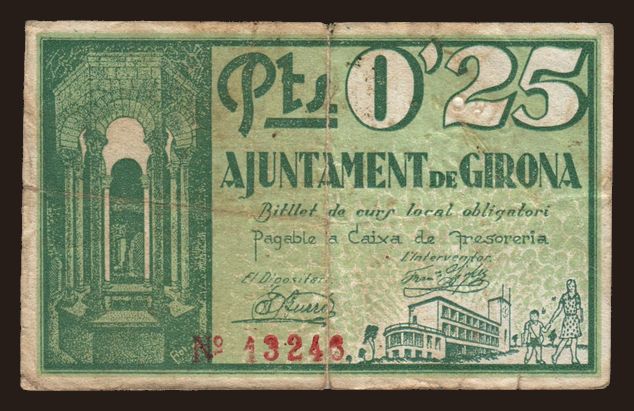 Pts. 0'25
AJUNTAMENT DE GIRONA
Bitllet de curs local obligatori
Pagable a Caixa de Tresoreria
L'Interventor,
El Dipositari
Nº 13246